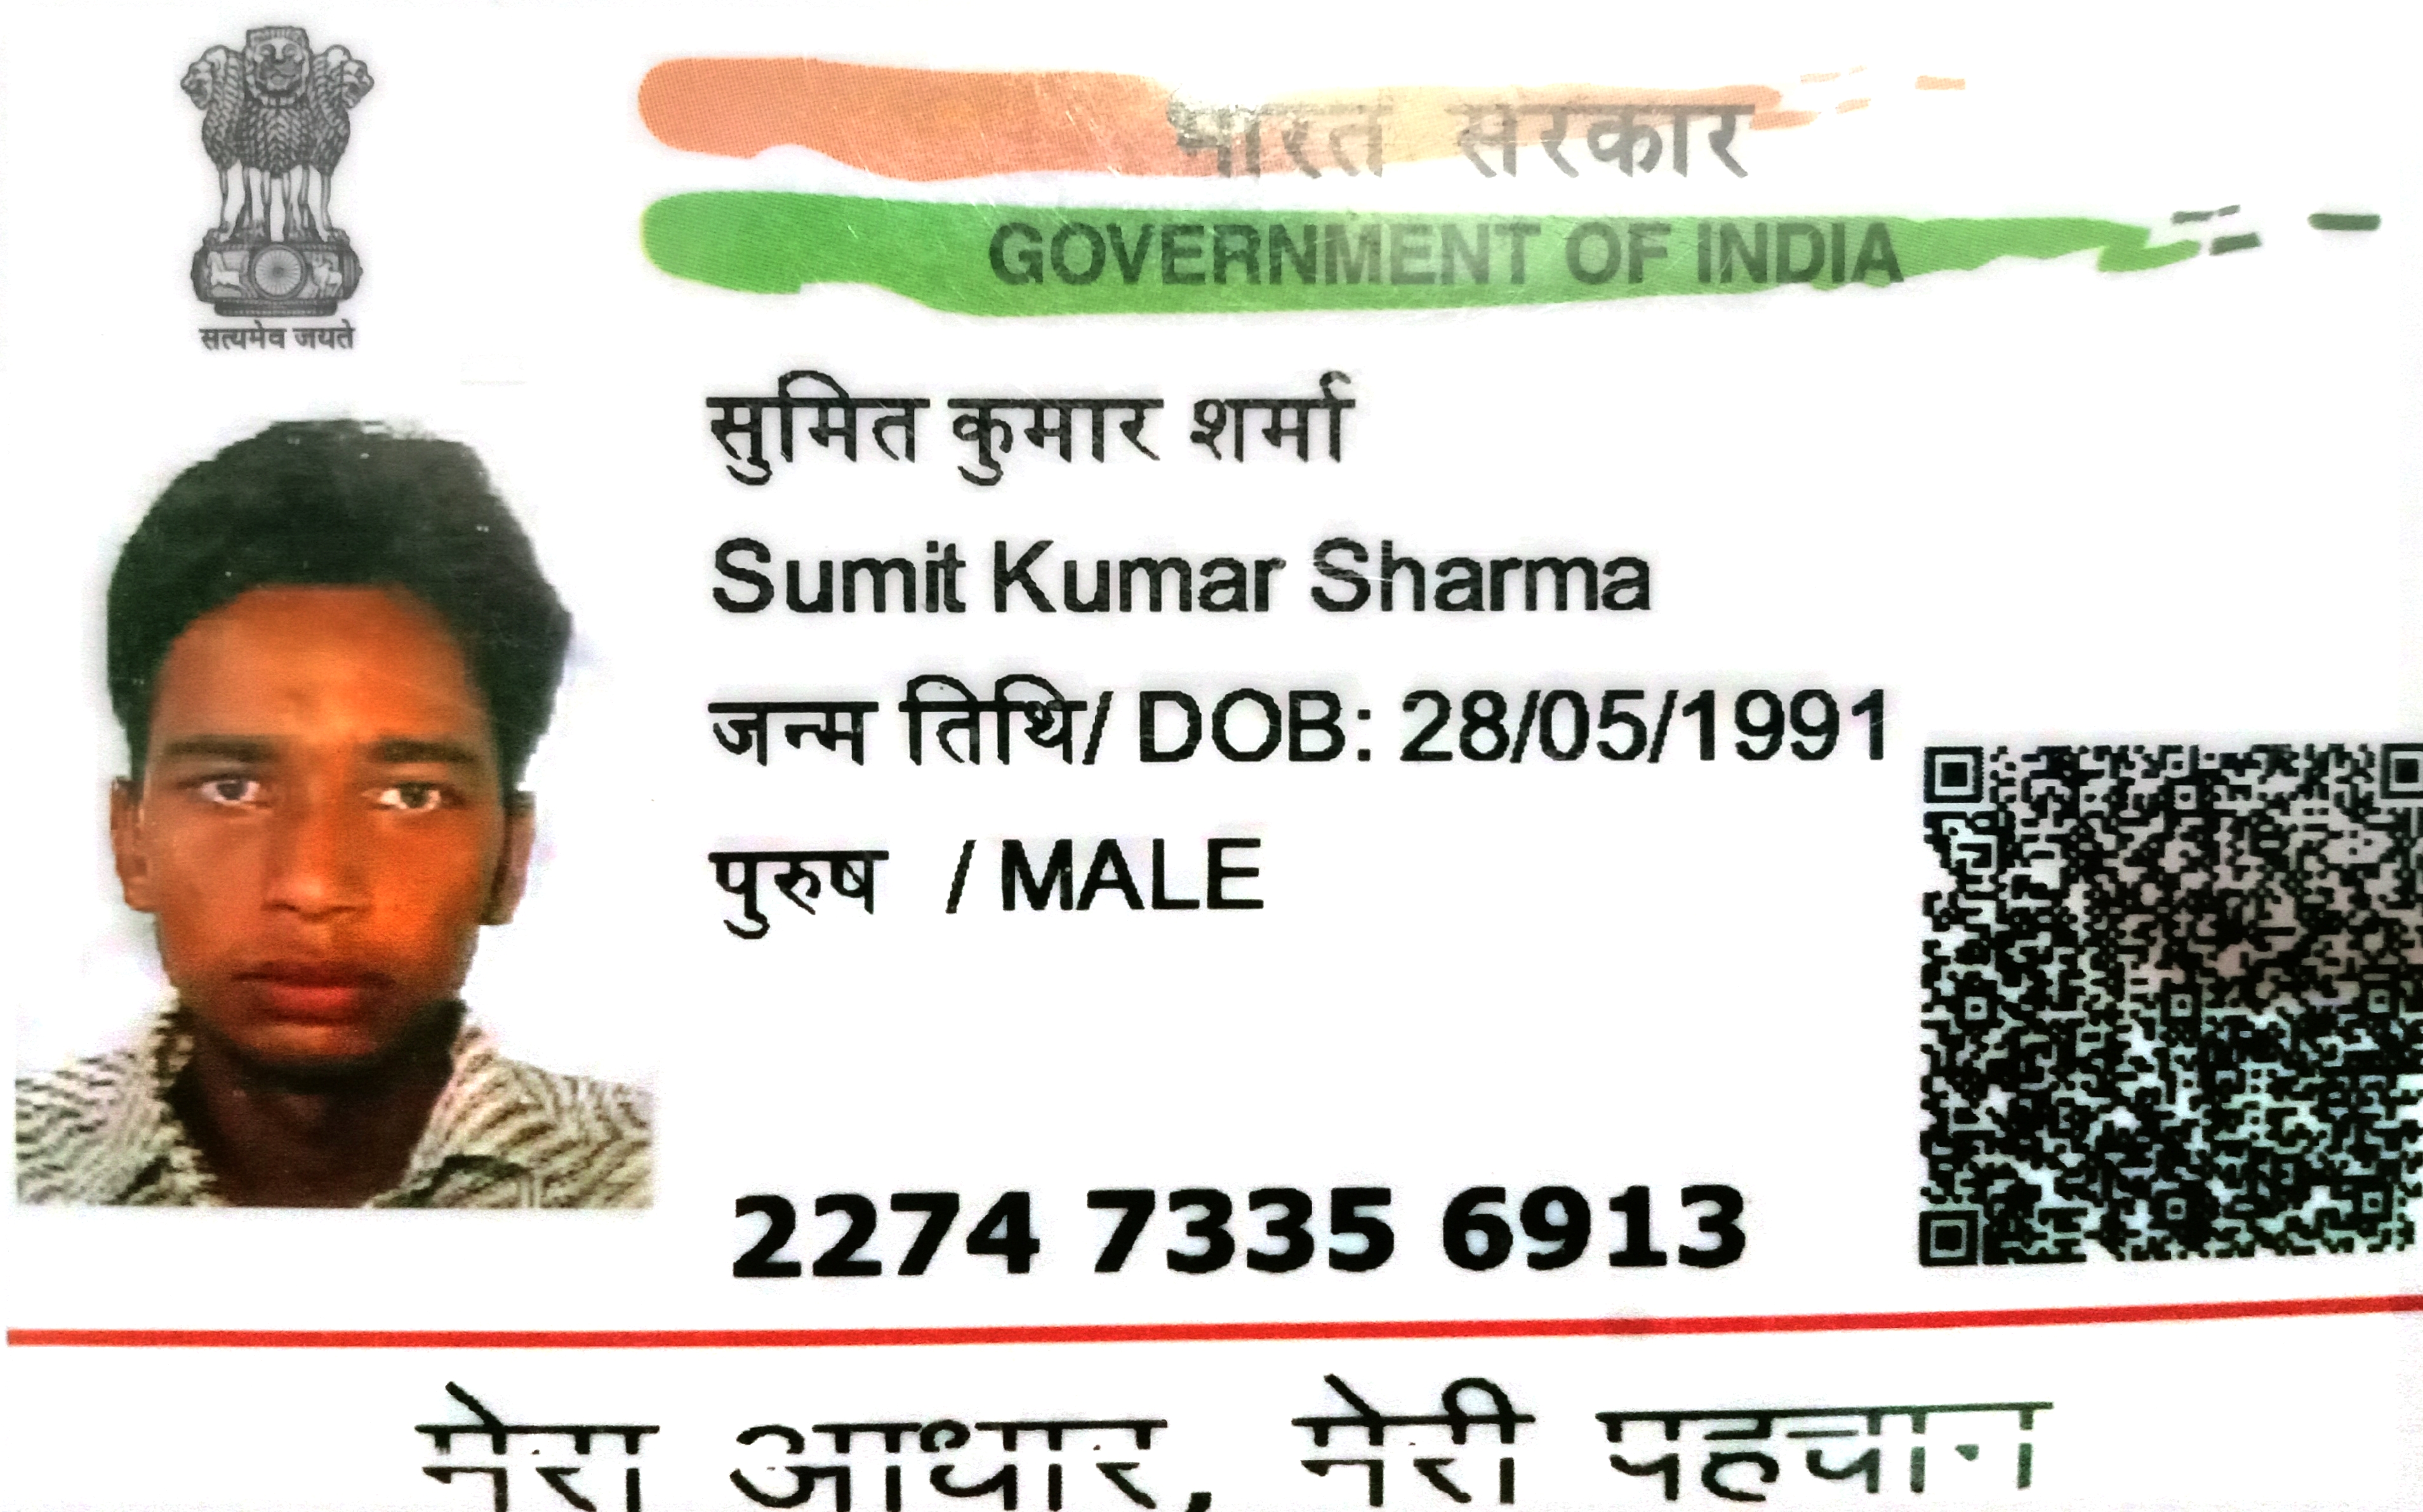 सत्यमेव जयते
भारत सरकार
GOVERNMENT OF INDIA
सुमित कुमार शर्मा
Sumit Kumar Sharma
जन्म तिथि/ DOB: 28/05/1991
पुरुष / MALE
2274 7335 6913
मेरा आधार, मेरी पहचान